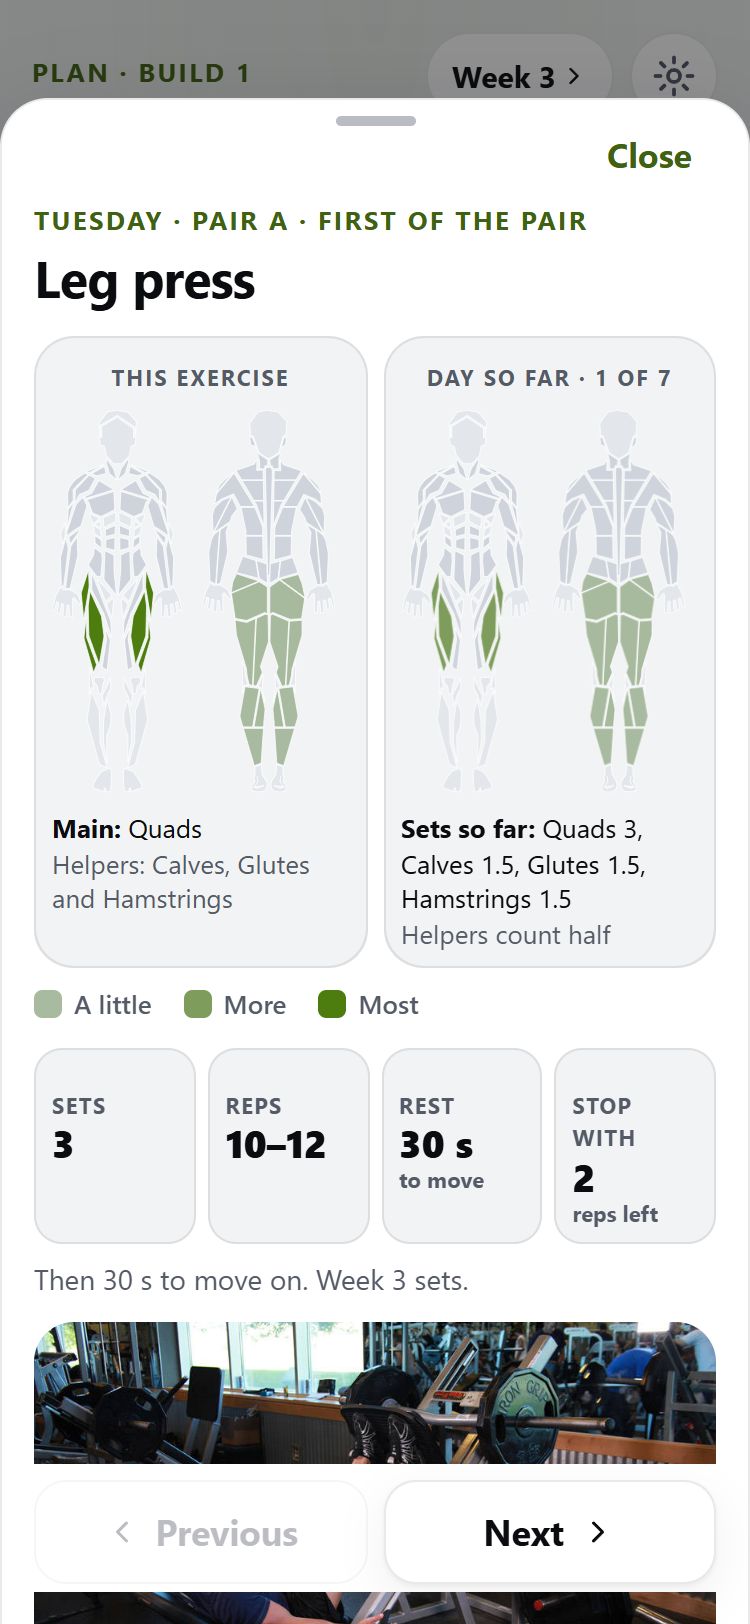 PLAN · BUILD 1
Week 3
Close
TUESDAY · PAIR A · FIRST OF THE PAIR
Leg press
THIS EXERCISE
Main: Quads
Helpers: Calves, Glutes
and Hamstrings
DAY SO FAR · 1 OF 7
Sets so far: Quads 3,
Calves 1.5, Glutes 1.5,
Hamstrings 1.5
Helpers count half
A little
More
Most
SETS
3
REPS
10–12
REST
30 s
to move
STOP
WITH
2
reps left
Then 30 s to move on. Week 3 sets.
IRON GRIP
Previous
Next